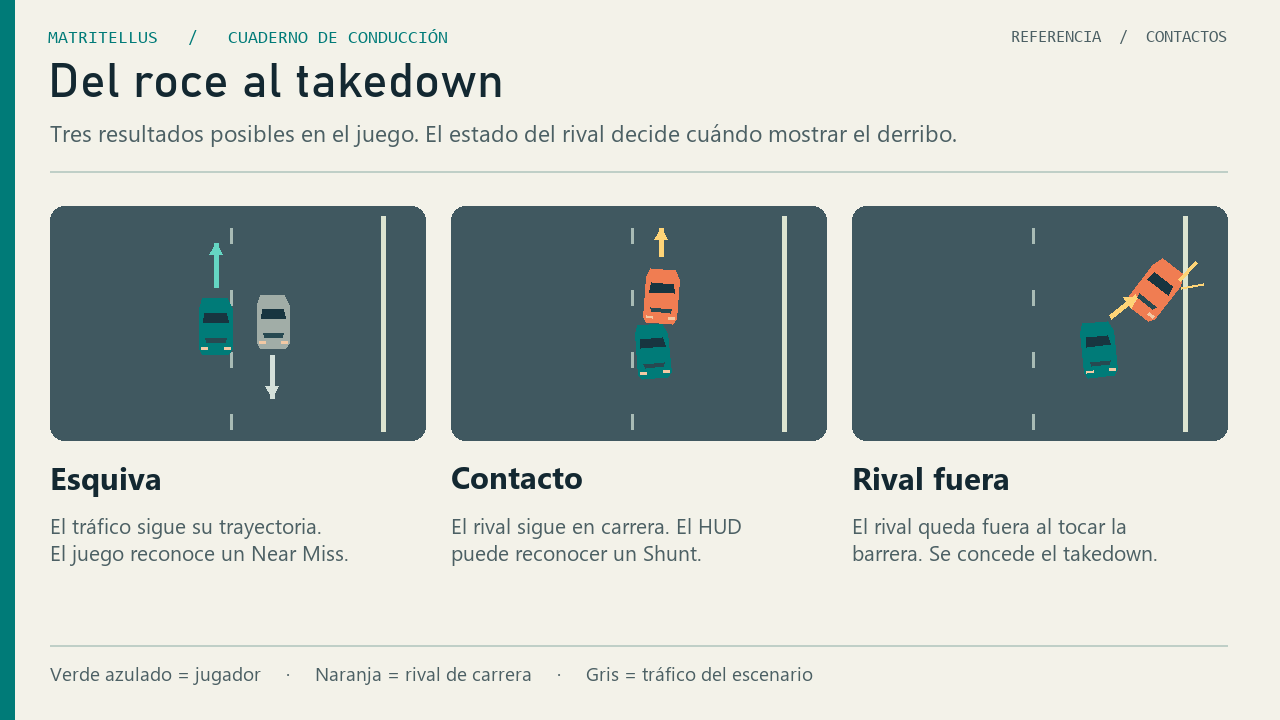 MATRITELLUS / CUADERNO DE CONDUCCIÓN
REFERENCIA / CONTACTOS
Del roce al takedown
Tres resultados posibles en el juego. El estado del rival decide cuándo mostrar el derribo.
Esquiva
El tráfico sigue su trayectoria.
El juego reconoce un Near Miss.
Contacto
El rival sigue en carrera. El HUD
puede reconocer un Shunt.
Rival fuera
El rival queda fuera al tocar la
barrera. Se concede el takedown.
Verde azulado = jugador · Naranja = rival de carrera · Gris = tráfico del escenario